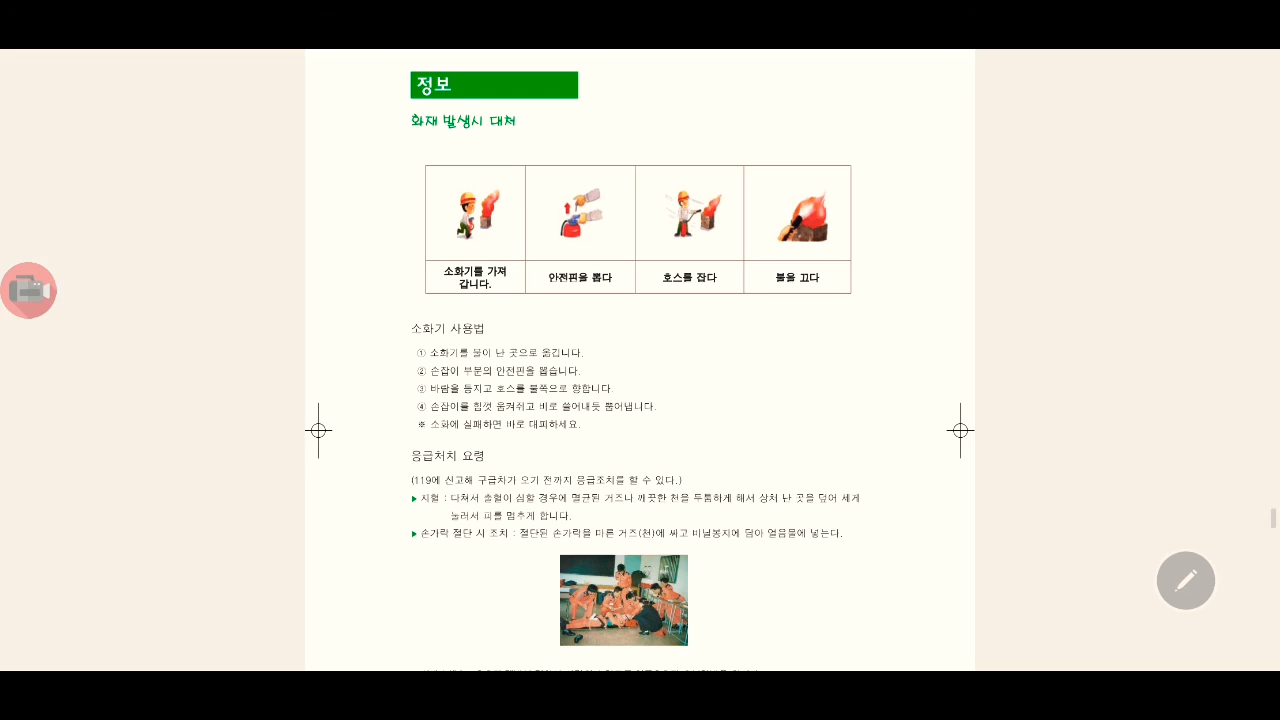 정보
화재 발생시 대처
소화기를 가져
갑니다.
안전핀을 뽑다
호스를 잡다
불을 끄다
소화기 사용법
① 소화기를 불이 난 곳으로 옮깁니다.
② 손잡이 부분의 안전핀을 뽑습니다.
③ 바람을 등지고 호스를 불쪽으로 향합니다.
④ 손잡이를 힘껏 움켜쥐고 비로 쓸어내듯 뿜어냅니다.
※ 소화에 실패하면 바로 대피하세요.
응급처치 요령
(119에 신고해 구급차가 오기 전까지 응급조치를 할 수 있다.)
▶ 지혈 : 다쳐서 출혈이 심할 경우에 멸균된 거즈나 깨끗한 천을 두툼하게 해서 상처 난 곳을 덮어 세게
눌러서 피를 멈추게 합니다.
▶ 손가락 절단 시 조치 : 절단된 손가락을 마른 거즈(천)에 싸고 비닐봉지에 담아 얼음물에 넣는다.